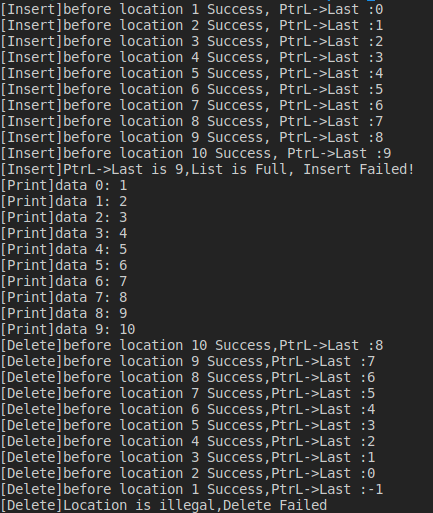 [Insert]before location 1 Success, PtrL->Last :0
[Insert]before location 2 Success, PtrL->Last :1
[Insert]before location 3 Success, PtrL->Last :2
[Insert]before location 4 Success, PtrL->Last :3
[Insert]before location 5 Success, PtrL->Last :4
[Insert]before location 6 Success, PtrL->Last :5
[Insert]before location 7 Success, PtrL->Last :6
[Insert]before location 8 Success, PtrL->Last :7
[Insert]before location 9 Success, PtrL->Last :8
[Insert]before location 10 Success, PtrL->Last :9
[Insert]PtrL->Last is 9,List is Full, Insert Failed!
[Print]data 0: 1
[Print]data 1: 2
[Print]data 2: 3
[Print]data 3: 4
[Print]data 4: 5
[Print]data 5: 6
[Print]data 6: 7
[Print]data 7: 8
[Print]data 8: 9
[Print]data 9: 10
[Delete]before location 10 Success,PtrL->Last :8
[Delete]before location 9 Success,PtrL->Last :7
[Delete]before location 8 Success,PtrL->Last :6
[Delete]before location 7 Success,PtrL->Last :5
[Delete]before location 6 Success,PtrL->Last :4
[Delete]before location 5 Success,PtrL->Last :3
[Delete]before location 4 Success,PtrL->Last :2
[Delete]before location 3 Success,PtrL->Last :1
[Delete]before location 2 Success,PtrL->Last :0
[Delete]before location 1 Success,PtrL->Last :-1
[Delete]Location is illegal,Delete Failed